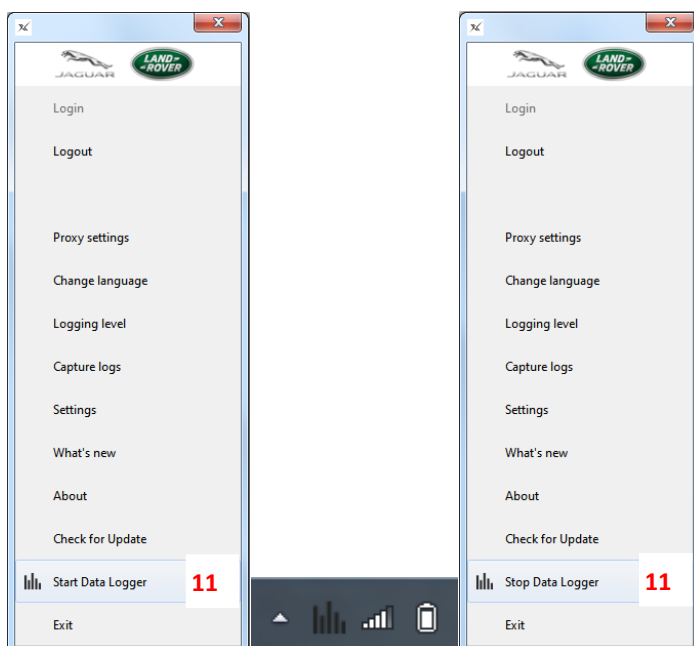 JAGUAR
LAND-
-ROVER
Login
Logout
Proxy settings
Change language
Logging level
Capture logs
Settings
What's new
About
Check for Update
Start Data Logger 11
Exit
JAGUAR
LAND-
-ROVER
Login
Logout
Proxy settings
Change language
Logging level
Capture logs
Settings
What's new
About
Check for Update
Stop Data Logger 11
Exit